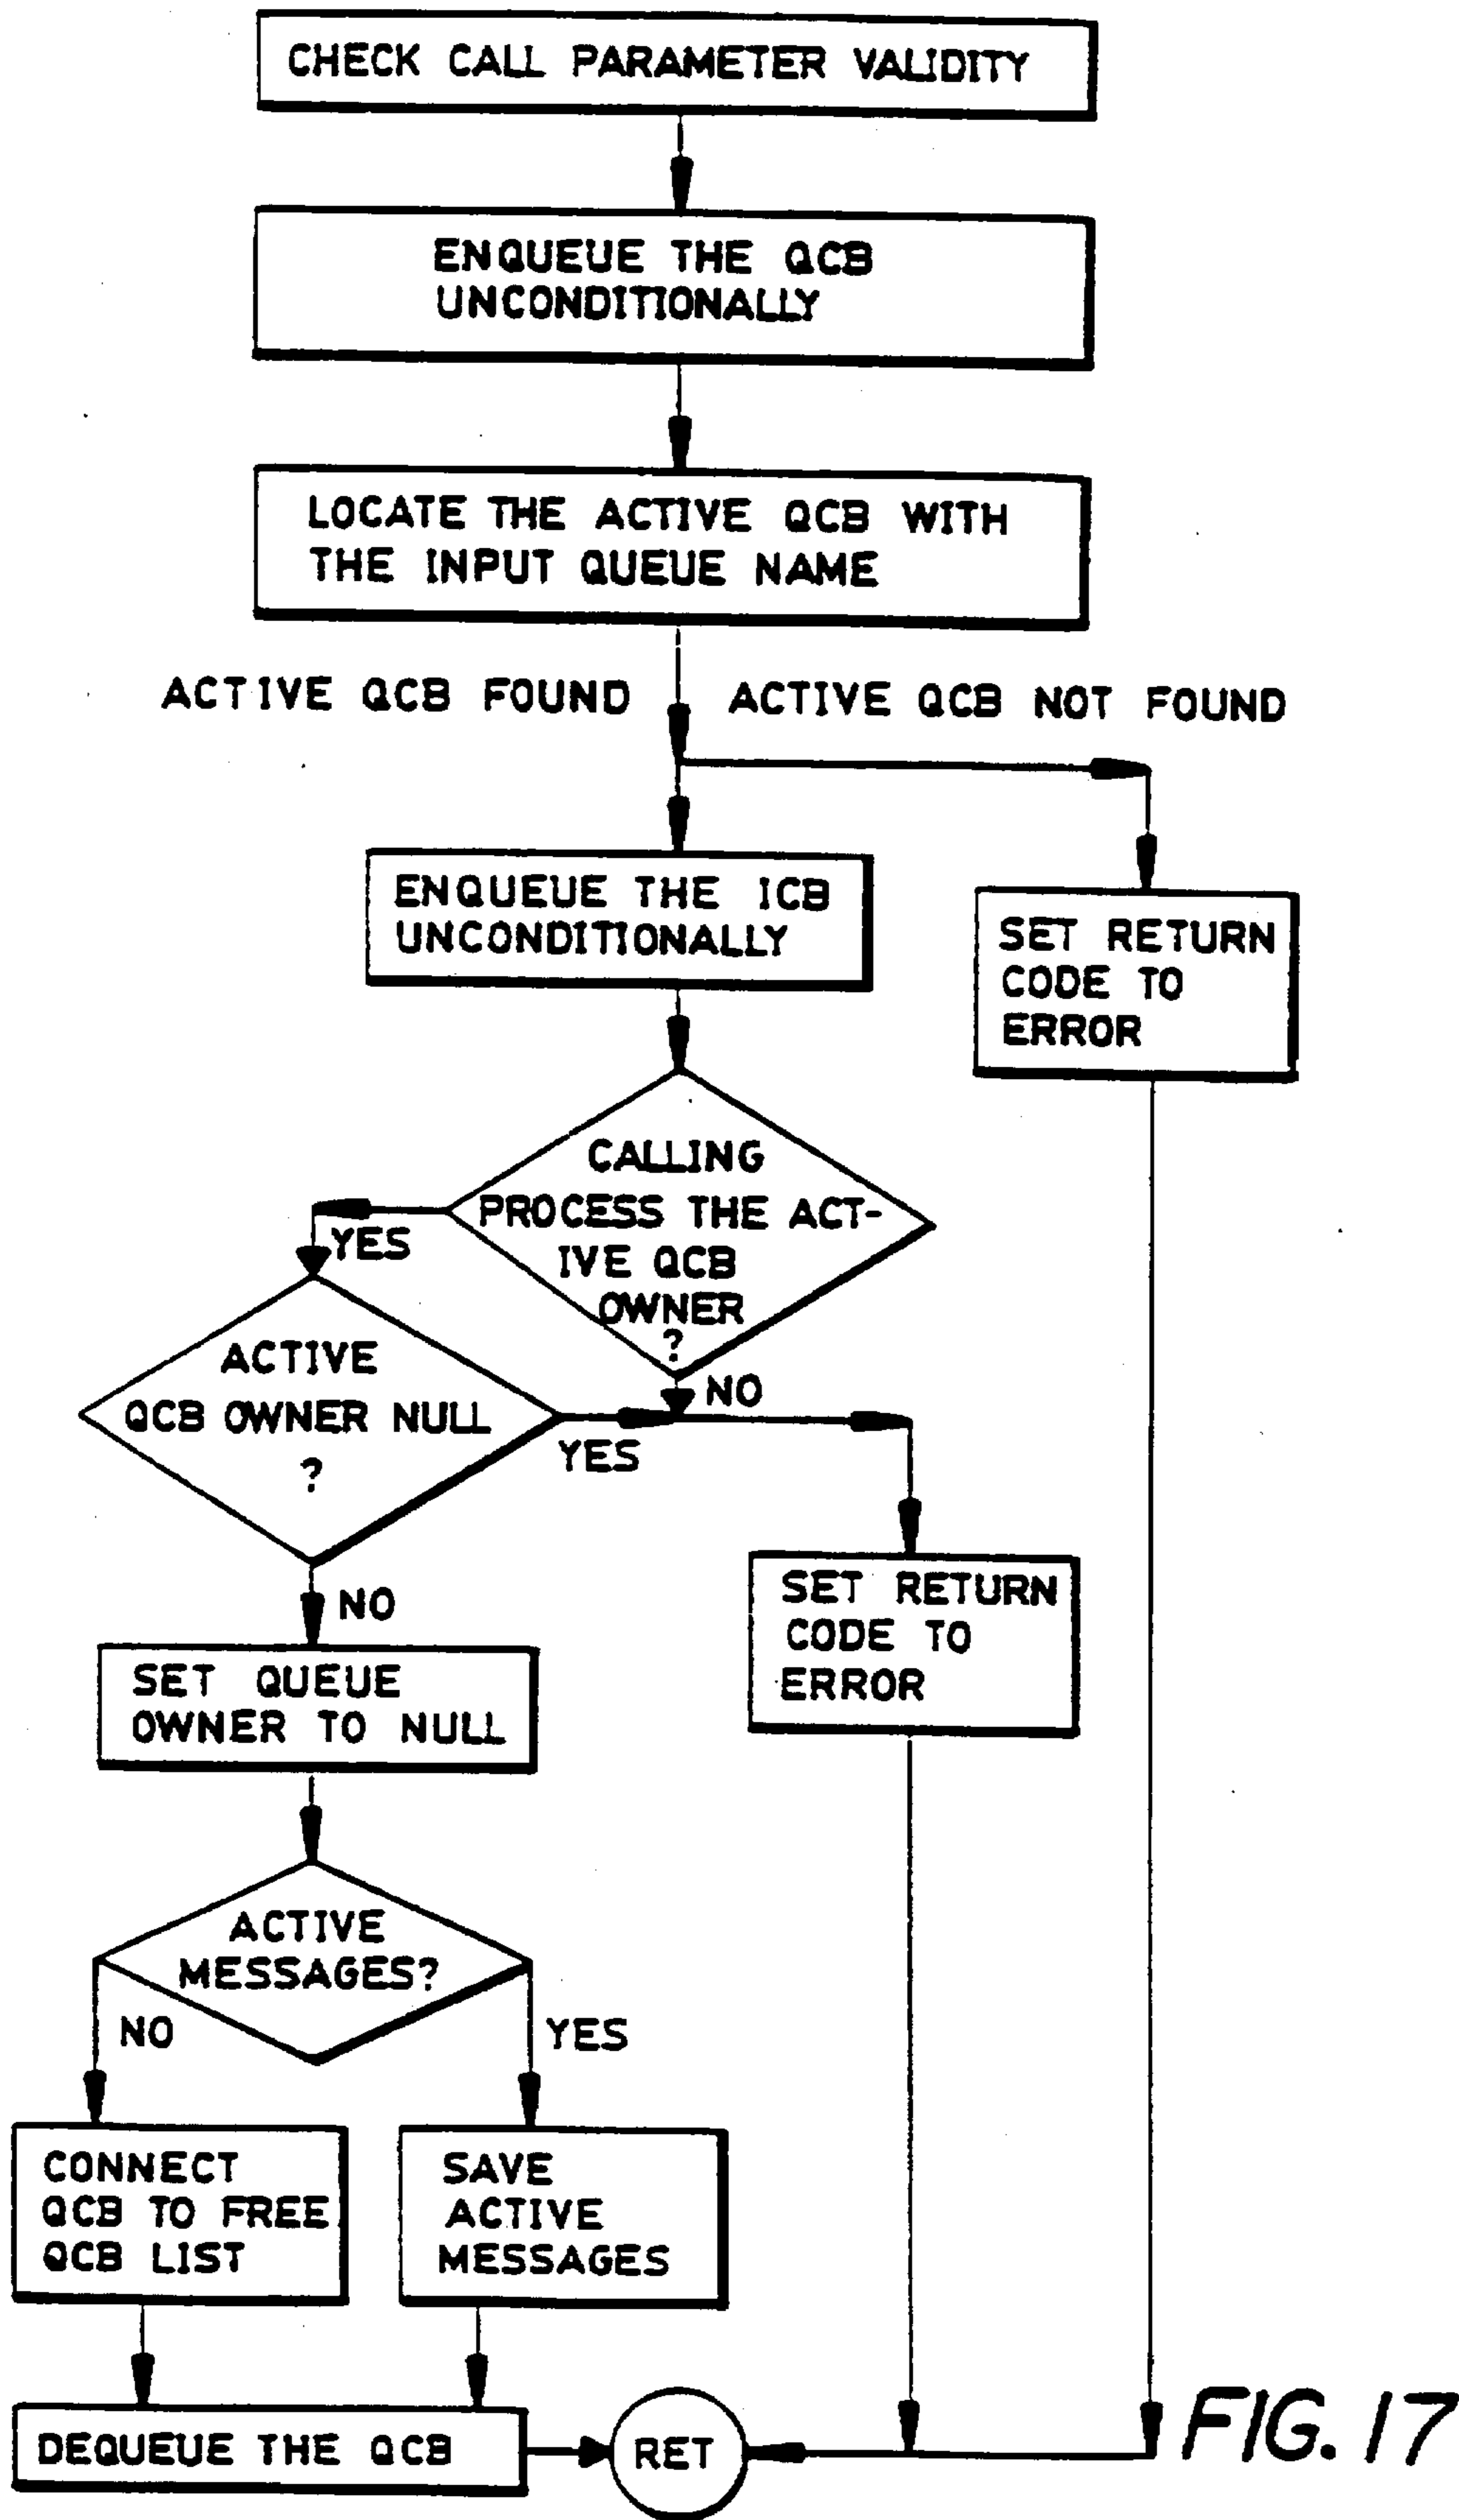 CHECK CALL PARAMETER VALIDITY
ENQUEUE THE QCB
UNCONDITIONALLY
LOCATE THE ACTIVE QCB WITH
THE INPUT QUEUE NAME
ACTIVE QCB FOUND
ACTIVE QCB NOT FOUND
ENQUEUE THE ICB
UNCONDITIONALLY
SET RETURN
CODE TO
ERROR
CALLING
PROCESS THE ACT-
IVE QCB
OWNER
?
YES
NO
ACTIVE
QCB OWNER NULL
?
YES
NO
SET RETURN
CODE TO
ERROR
SET QUEUE
OWNER TO NULL
ACTIVE
MESSAGES?
NO
YES
CONNECT
QCB TO FREE
QCB LIST
SAVE
ACTIVE
MESSAGES
DEQUEUE THE QCB
RET
FIG. 17